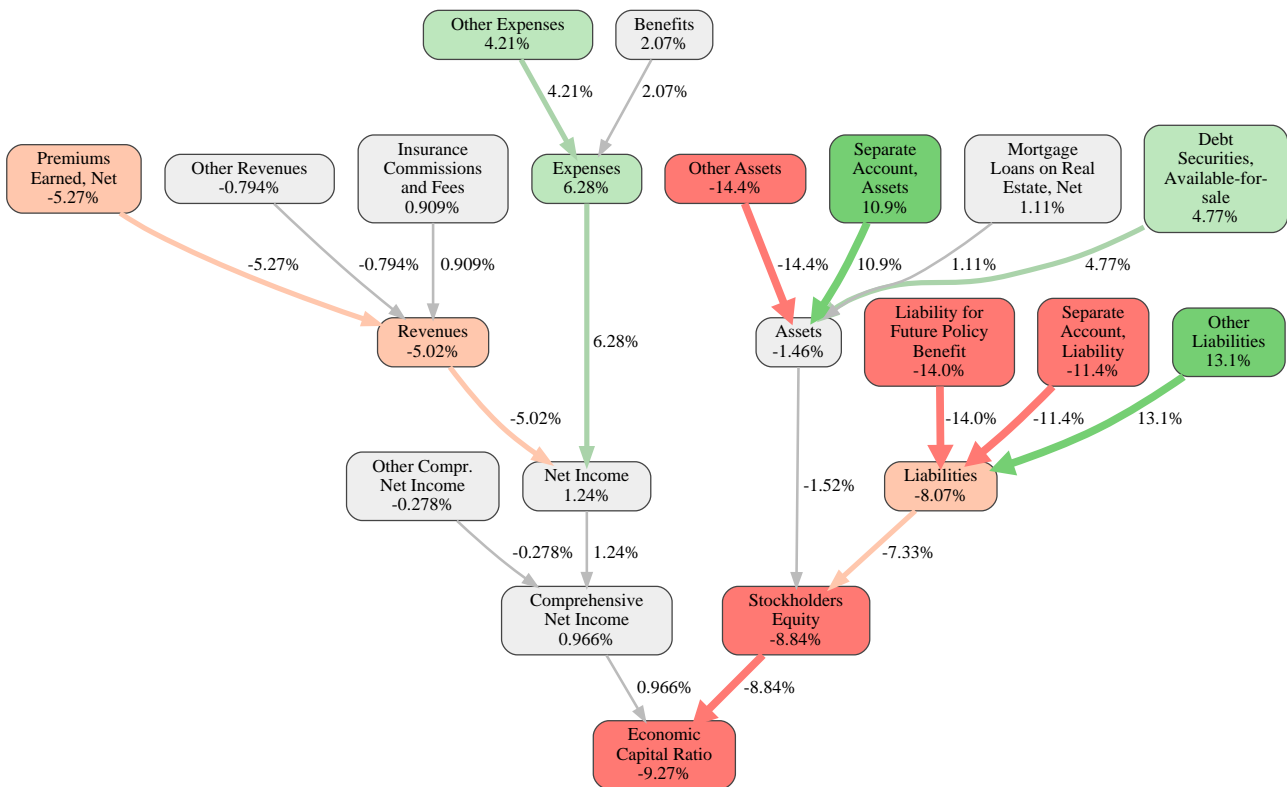 Other Expenses
4.21%
Benefits
2.07%
4.21%
2.07%
Premiums
Earned, Net
-5.27%
Other Revenues
-0.794%
Insurance
Commissions
and Fees
0.909%
Expenses
6.28%
Other Assets
-14.4%
Separate
Account,
Assets
10.9%
Mortgage
Loans on Real
Estate, Net
1.11%
Debt
Securities,
Available-for-
sale
4.77%
-5.27%
-0.794%
0.909%
-14.4%
10.9%
1.11%
4.77%
Revenues
-5.02%
6.28%
Assets
-1.46%
Liability for
Future Policy
Benefit
-14.0%
Separate
Account,
Liability
-11.4%
Other
Liabilities
13.1%
-5.02%
-14.0%
-11.4%
13.1%
Other Compr.
Net Income
-0.278%
Net Income
1.24%
-1.52%
Liabilities
-8.07%
-0.278%
1.24%
-7.33%
Comprehensive
Net Income
0.966%
Stockholders
Equity
-8.84%
0.966%
-8.84%
Economic
Capital Ratio
-9.27%